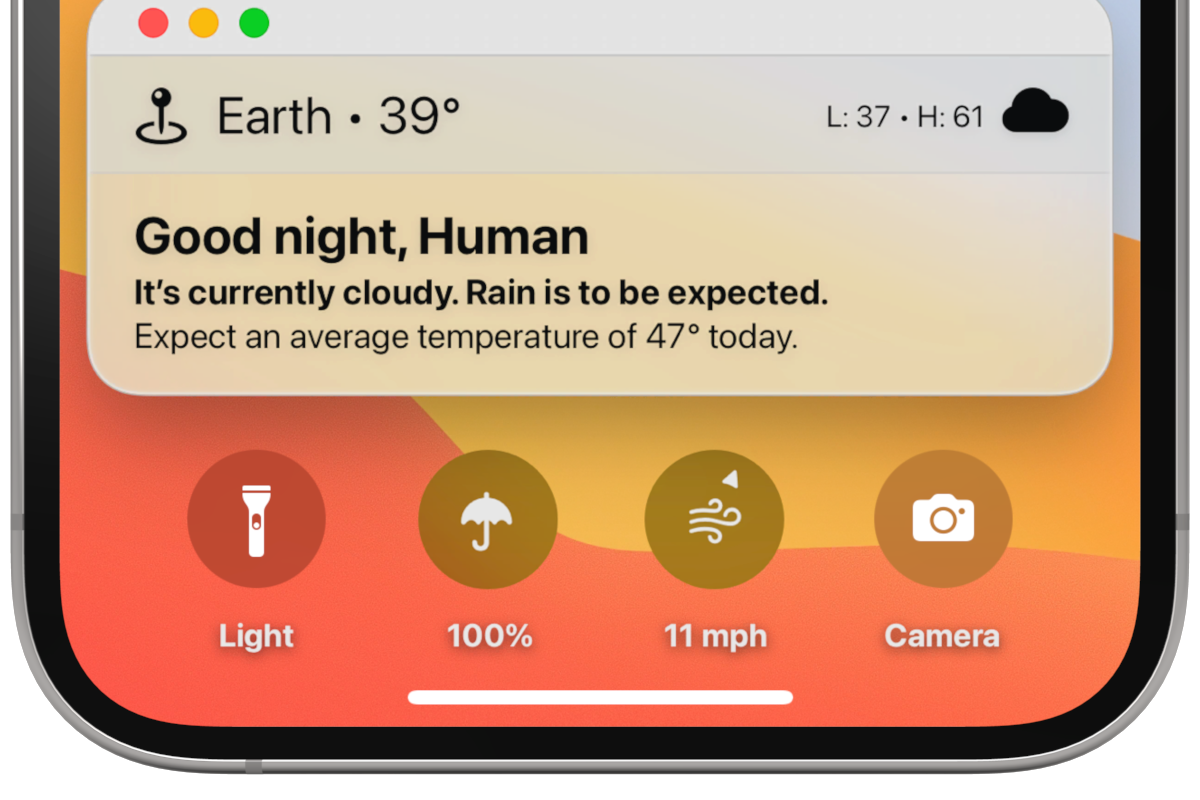 Earth • 39°
L: 37 • H: 61
Good night, Human
It's currently cloudy. Rain is to be expected.
Expect an average temperature of 47° today.
Light
100%
11 mph
Camera